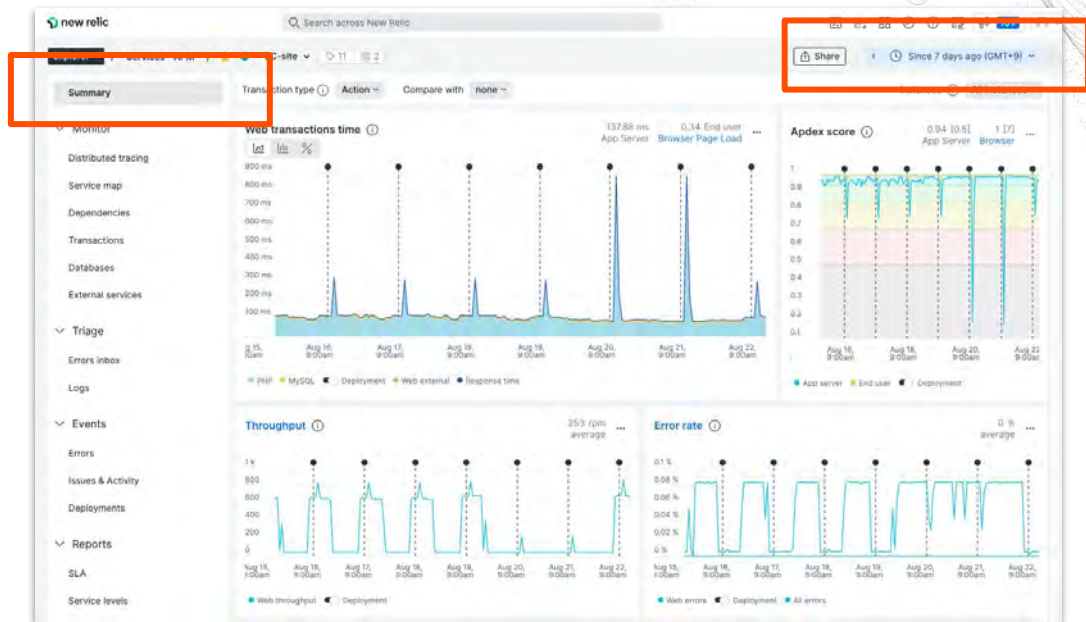 new relic
Search across New Relic
Services - APM
C-site
11
2
Share
Since 7 days ago (GMT+9)
Summary
Transaction type
Action
Compare with none
Monitor
Distributed tracing
Service map
Dependencies
Transactions
Databases
External services
Triage
Errors inbox
Logs
Events
Errors
Issues & Activity
Deployments
Reports
SLA
Service levels
Web transactions time
137.88 ms
App Server
0.34 End user
Browser Page Load
900 ms
800 ms
700 ms
600 ms
500 ms
400 ms
300 ms
200 ms
100 ms
Aug 16, 9:00am
Aug 17, 9:00am
Aug 18, 9:00am
Aug 19, 9:00am
Aug 20, 9:00am
Aug 21, 9:00am
Aug 22, 9:00am
PHP
MySQL
Deployment
Web external
Response time
Apdex score
0.94 [0.5]
App Server
1 [7]
Browser
1
0.9
0.8
0.7
0.6
0.5
0.4
0.3
0.2
0.1
Aug 16, 9:00am
Aug 18, 9:00am
Aug 20, 9:00am
Aug 22
9:00am
App server
End user
Deployment
Throughput
253 rpm
average
1 k
800
600
400
200
0
Aug 15,
Aug 16, 9:00am
Aug 17, 9:00am
Aug 18, 9:00am
Aug 19, 9:00am
Aug 20, 9:00am
Aug 21, 9:00am
Aug 22, 9:00am
Web throughput
Deployment
Error rate
0 %
average
0.1 %
0.08 %
0.06 %
0.04 %
0.02 %
0 %
Aug 15,
Aug 16, 9:00am
Aug 17, 9:00am
Aug 18, 9:00am
Aug 19, 9:00am
Aug 20, 9:00am
Aug 21, 9:00am
Aug 22, 9:00am
Web errors
Deployment
All errors